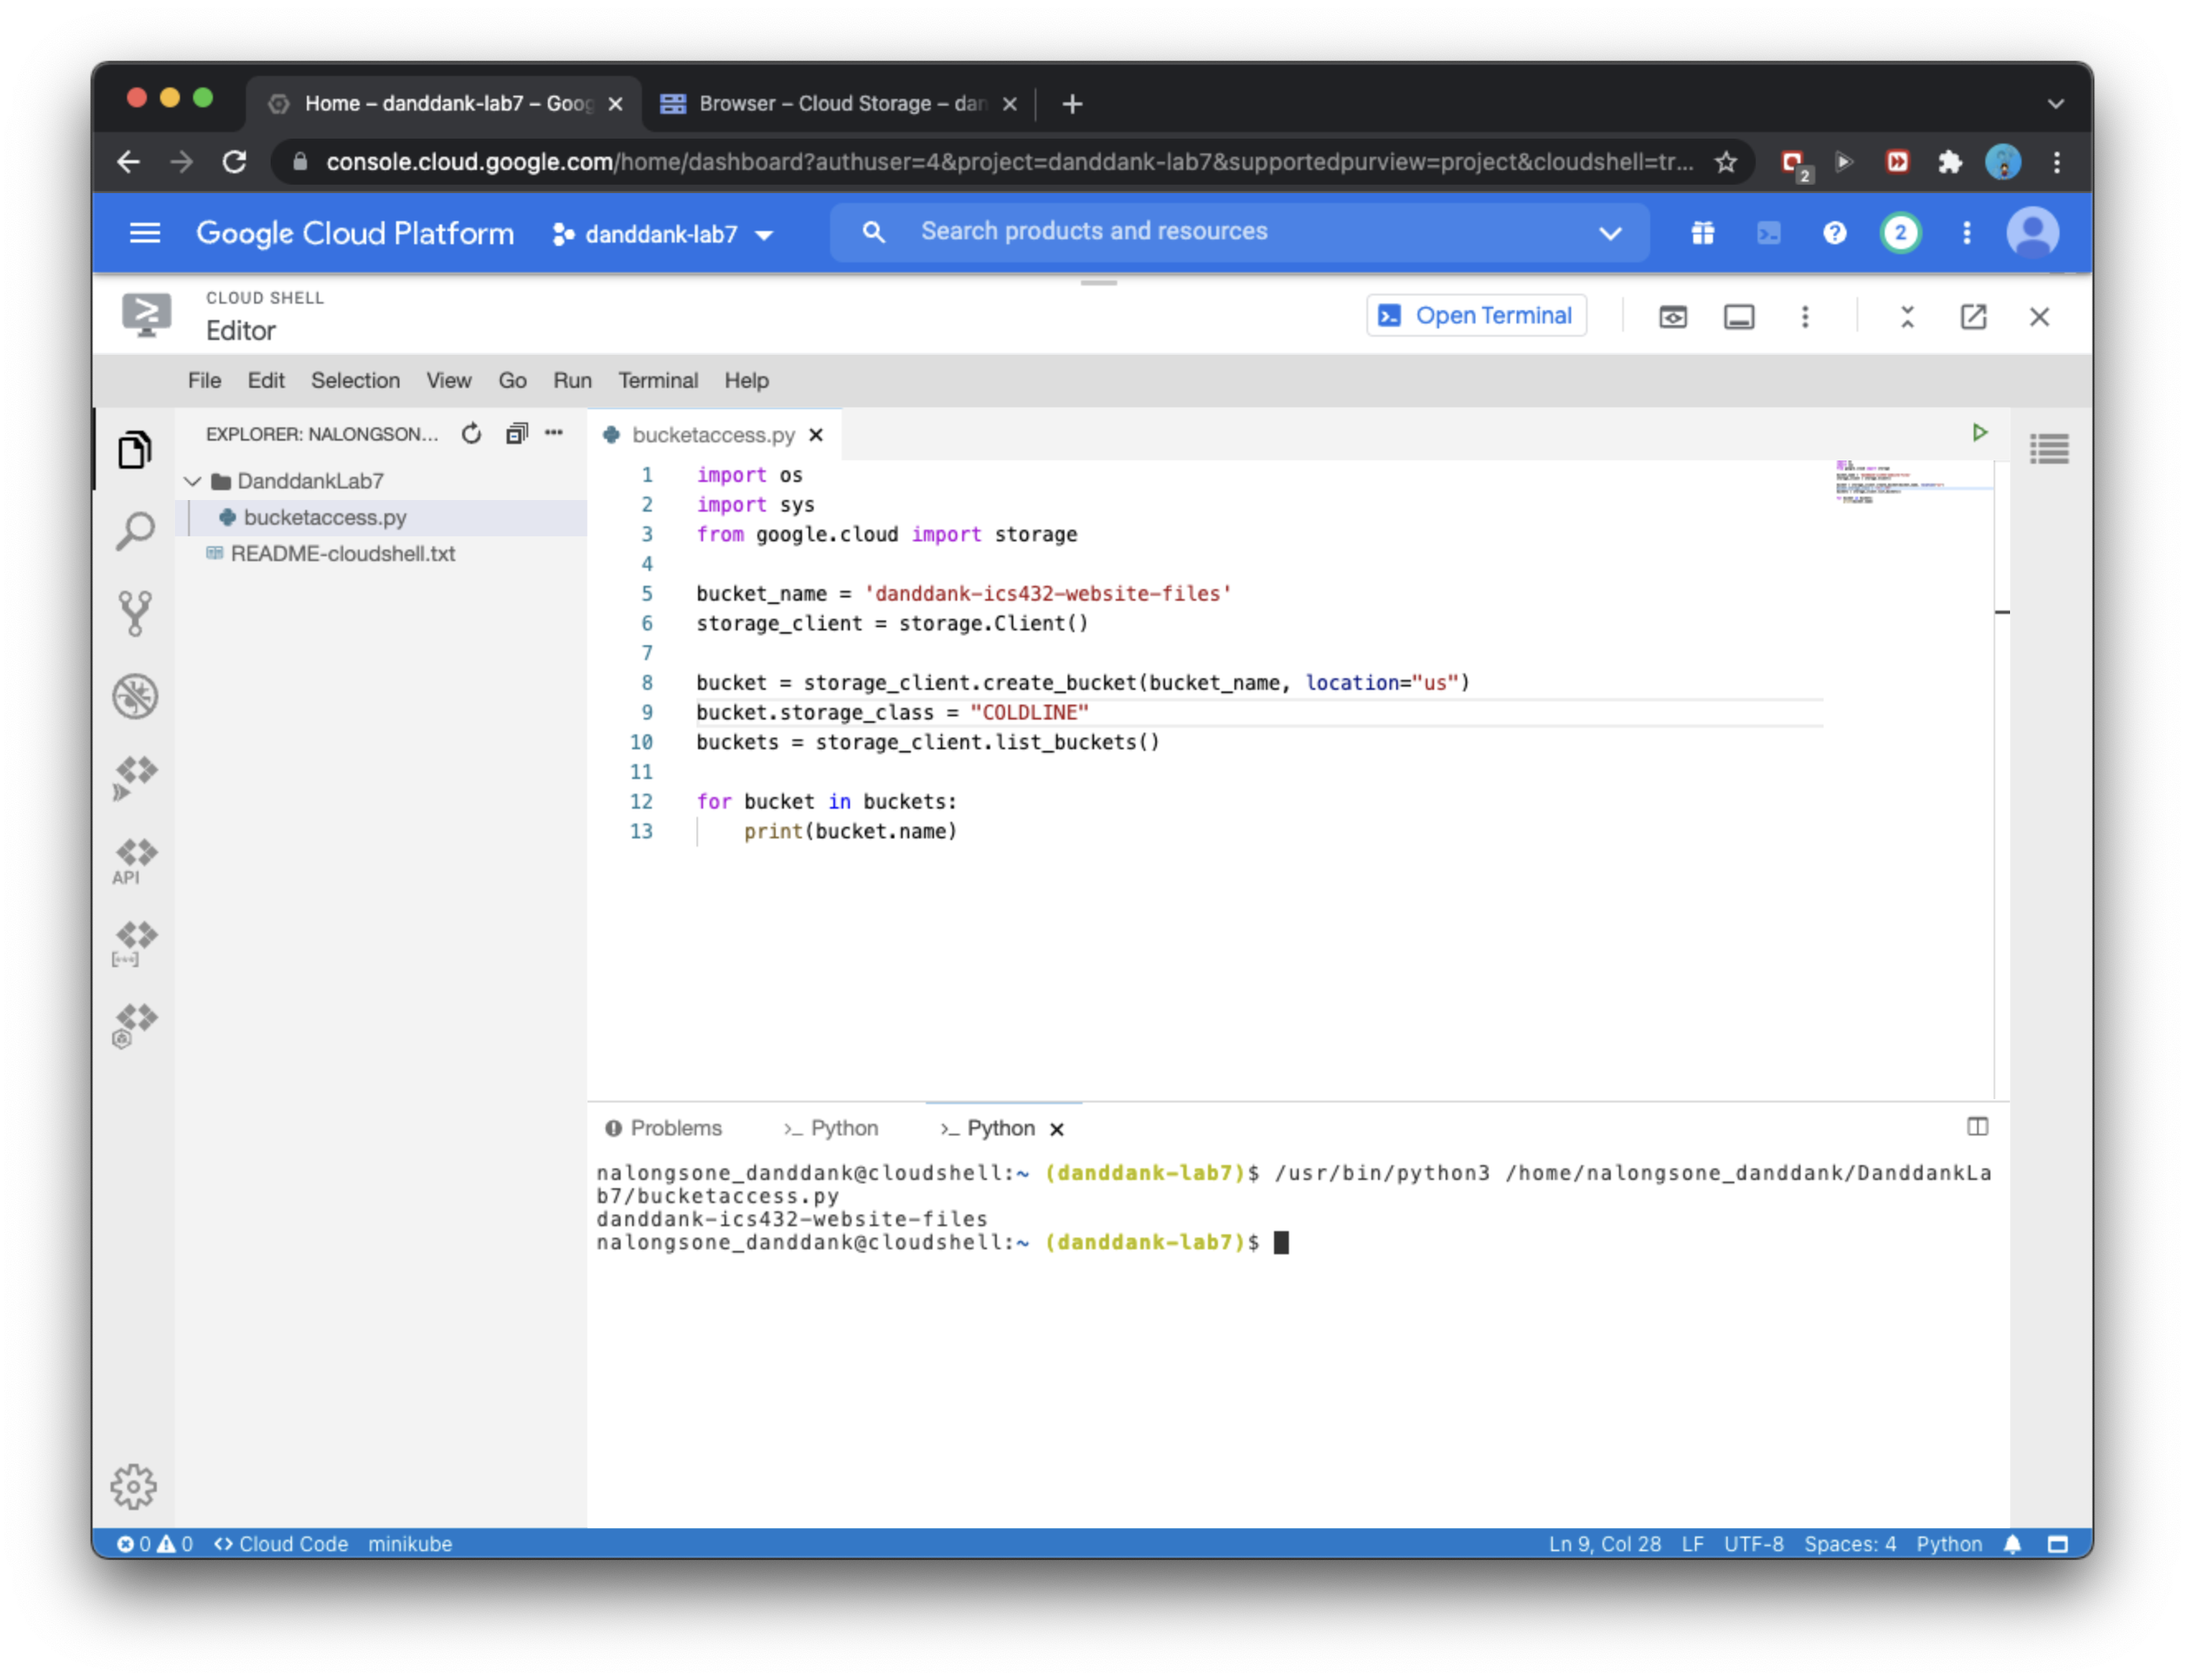 Home – danddank-lab7 – Goog
Browser – Cloud Storage – dan
console.cloud.google.com/home/dashboard?authuser=4&project=danddank-lab7&supportedpurview=project&cloudshell=tr...
2
Google Cloud Platform
danddank-lab7
Search products and resources
2
CLOUD SHELL
Editor
Open Terminal
File Edit Selection View Go Run Terminal Help
EXPLORER: NALONGSON...
DanddankLab7
bucketaccess.py
README-cloudshell.txt
API
bucketaccess.py
1 import os
2 import sys
3 from google.cloud import storage
4
5 bucket_name = 'danddank-ics432-website-files'
6 storage_client = storage.Client()
7
8 bucket = storage_client.create_bucket(bucket_name, location="us")
9 bucket.storage_class = "COLDLINE"
10 buckets = storage_client.list_buckets()
11
12 for bucket in buckets:
13 print(bucket.name)
Problems >_ Python >_ Python
nalongsone_danddank@cloudshell:~ (danddank-lab7)$ /usr/bin/python3 /home/nalongsone_danddank/DanddankLa
b7/bucketaccess.py
danddank-ics432-website-files
nalongsone_danddank@cloudshell:~ (danddank-lab7)$
0 0 <> Cloud Code minikube
Ln 9, Col 28 LF UTF-8 Spaces: 4 Python